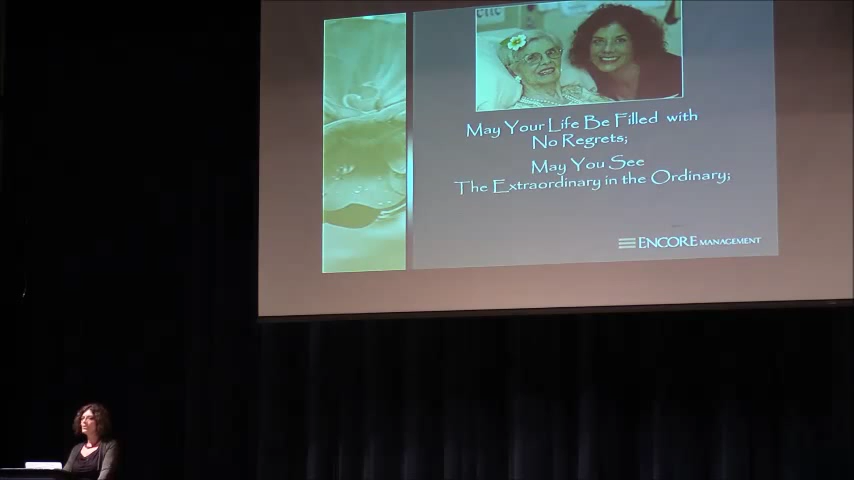 May Your Life Be Filled with
No Regrets;
May You See
The Extraordinary in the Ordinary;
ENCORE MANAGEMENT